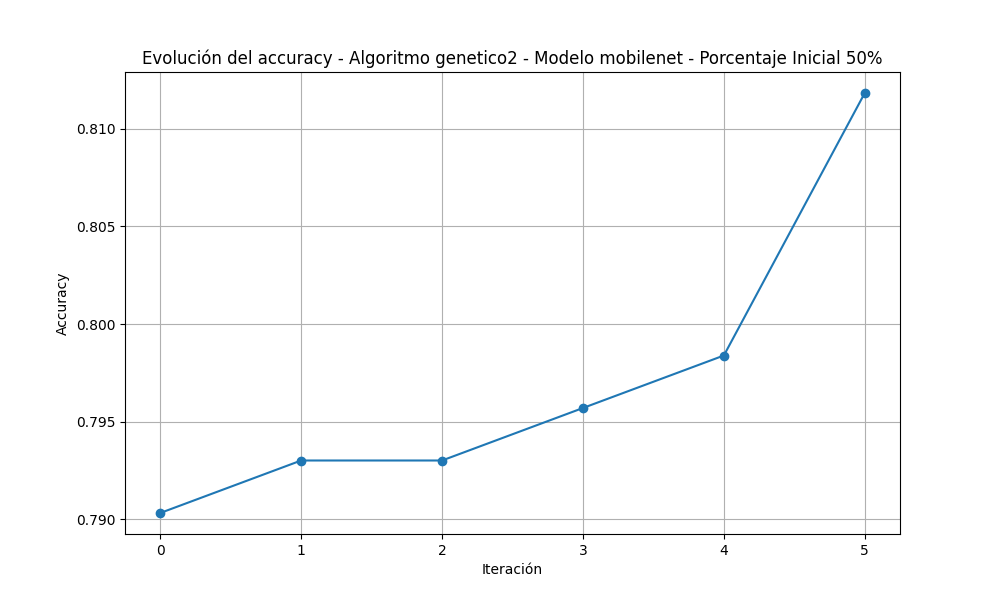 Evolución del accuracy - Algoritmo genetico2 - Modelo mobilenet - Porcentaje Inicial 50%
0.810
0.805
0.800
0.795
0.790
Accuracy
0 1 2 3 4 5
Iteración